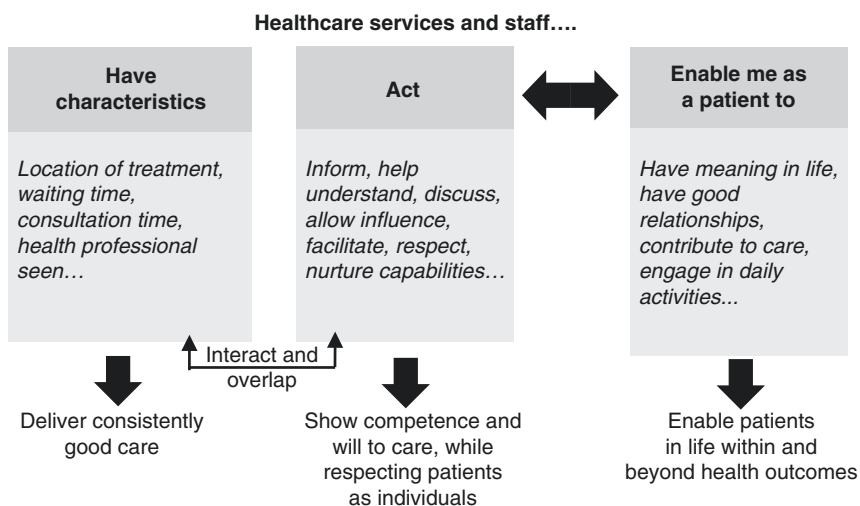 Healthcare services and staff….
Have
characteristics
Location of treatment,
waiting time,
consultation time,
health professional
seen…
Act
Inform, help
understand, discuss,
allow influence,
facilitate, respect,
nurture capabilities…
Enable me as
a patient to
Have meaning in life,
have good
relationships,
contribute to care,
engage in daily
activities...
Interact and
overlap
Deliver consistently
good care
Show competence and
will to care, while
respecting patients
as individuals
Enable patients
in life within and
beyond health outcomes